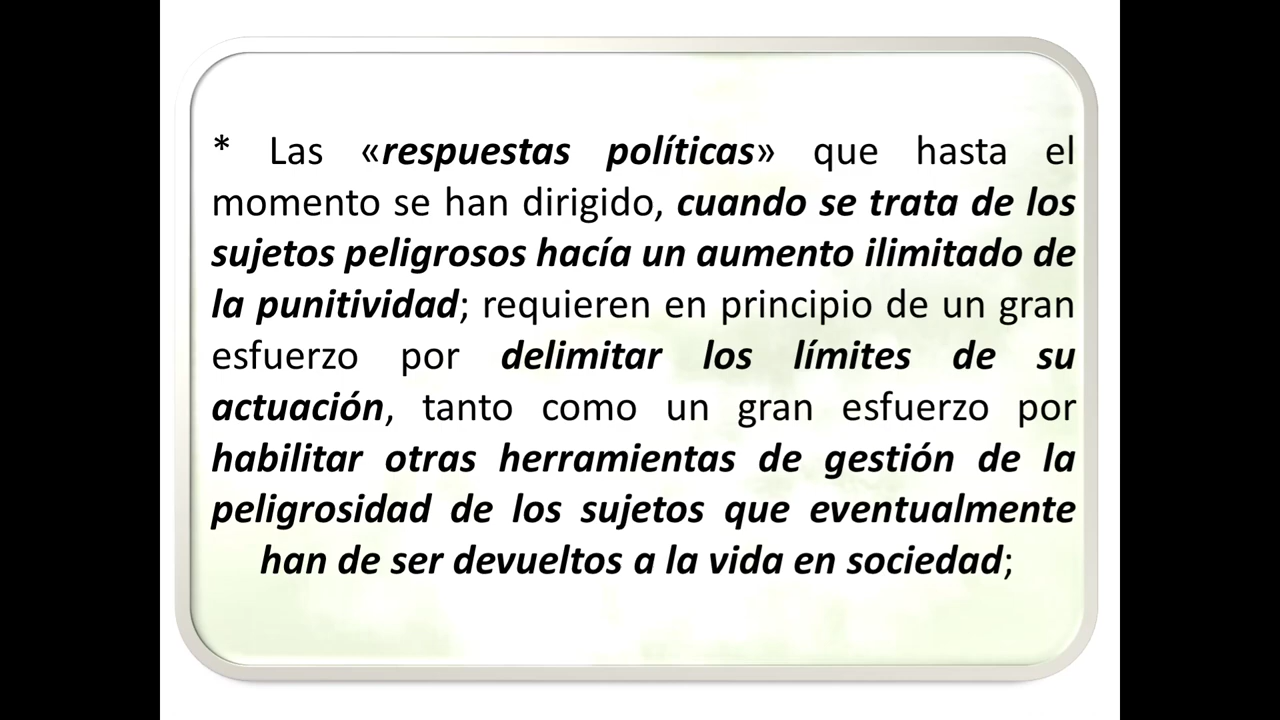 * Las «respuestas políticas» que hasta el
momento se han dirigido, cuando se trata de los
sujetos peligrosos hacía un aumento ilimitado de
la punitividad; requieren en principio de un gran
esfuerzo por delimitar los límites de su
actuación, tanto como un gran esfuerzo por
habilitar otras herramientas de gestión de la
peligrosidad de los sujetos que eventualmente
han de ser devueltos a la vida en sociedad;